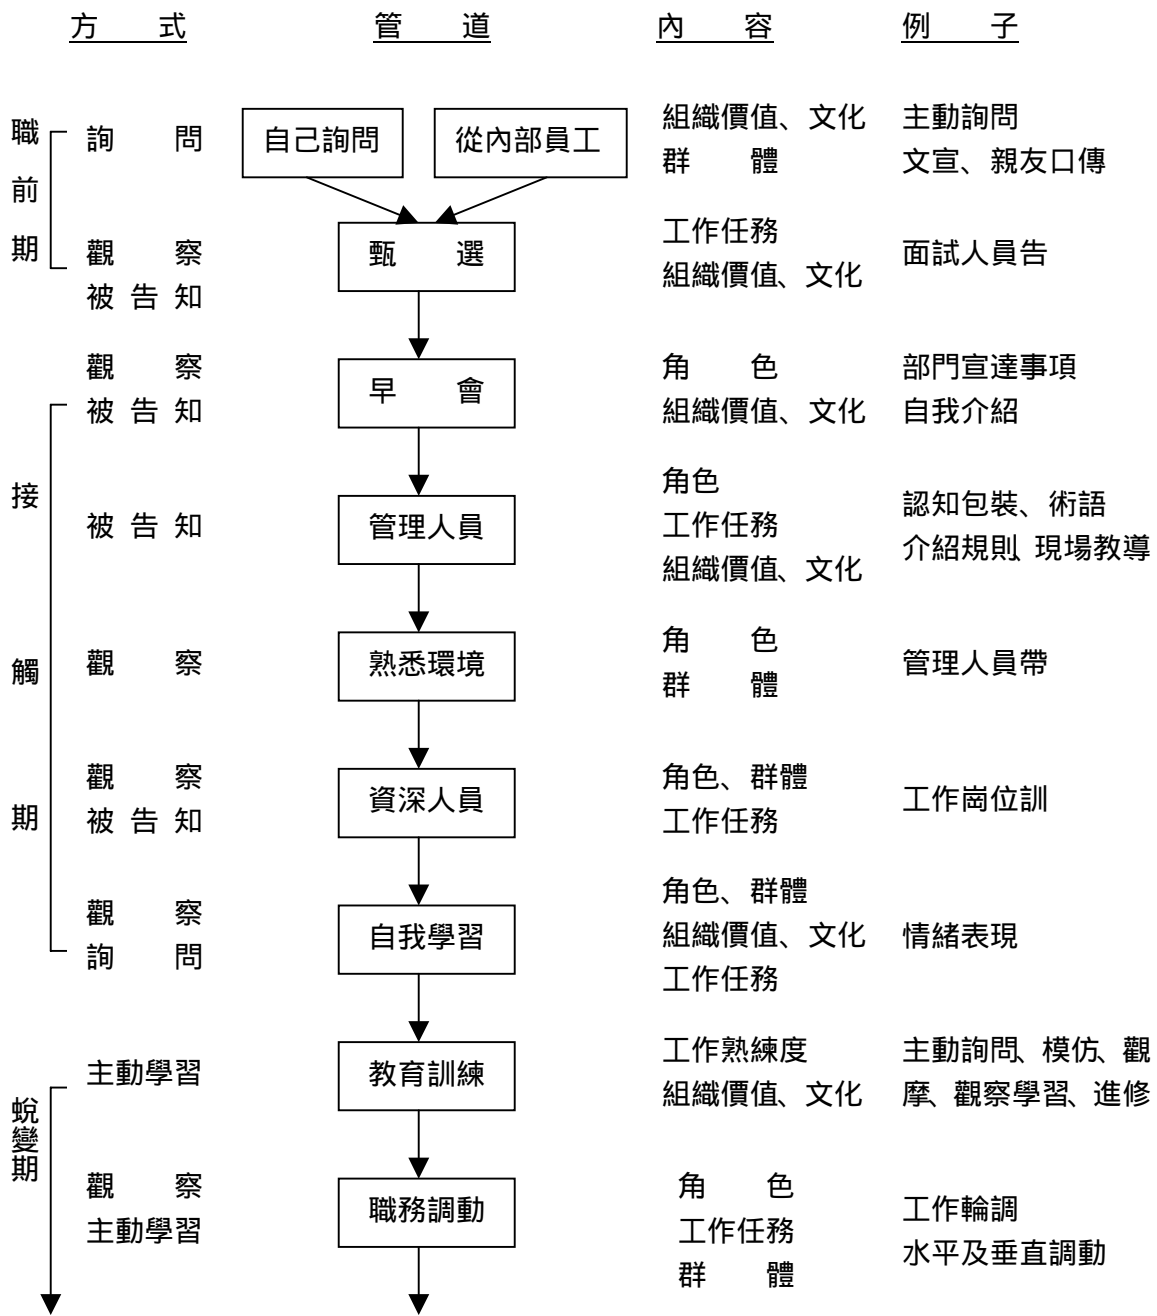 方 式 管 道 內 容 例 子
職前期
詢 問
自己詢問
從內部員工
組織價值、文化
群 體
主動詢問
文宣、親友口傳
觀 察
被 告 知
甄 選
工作任務
組織價值、文化
面試人員告
接觸期
觀 察
被 告 知
早 會
角 色
組織價值、文化
部門宣達事項
自我介紹
被 告 知
管理人員
角色
工作任務
組織價值、文化
認知包裝、術語
介紹規則、現場教導
觀 察
熟悉環境
角 色
群 體
管理人員帶
觀 察
被 告 知
資深人員
角色、群體
工作任務
工作崗位訓
觀 察
詢 問
自我學習
角色、群體
組織價值、文化
工作任務
情緒表現
蛻變期
主動學習
教育訓練
工作熟練度
組織價值、文化
主動詢問、模仿、觀
摩、觀察學習、進修
觀 察
主動學習
職務調動
角 色
工作任務
群 體
工作輪調
水平及垂直調動